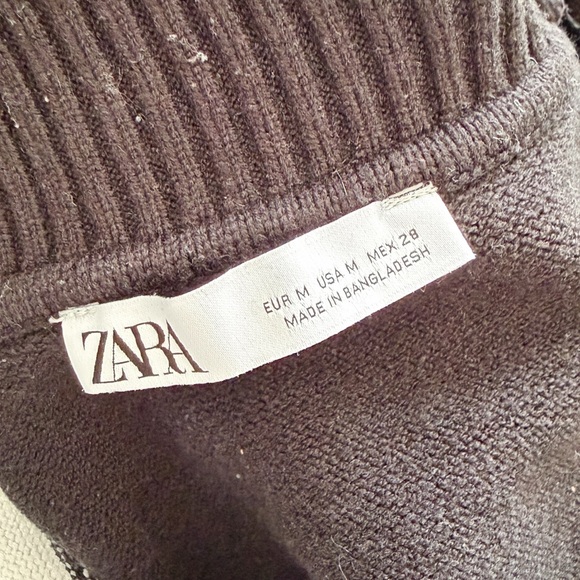 ZARA
EUR M USA M MEX 28
MADE IN BANGLADESH